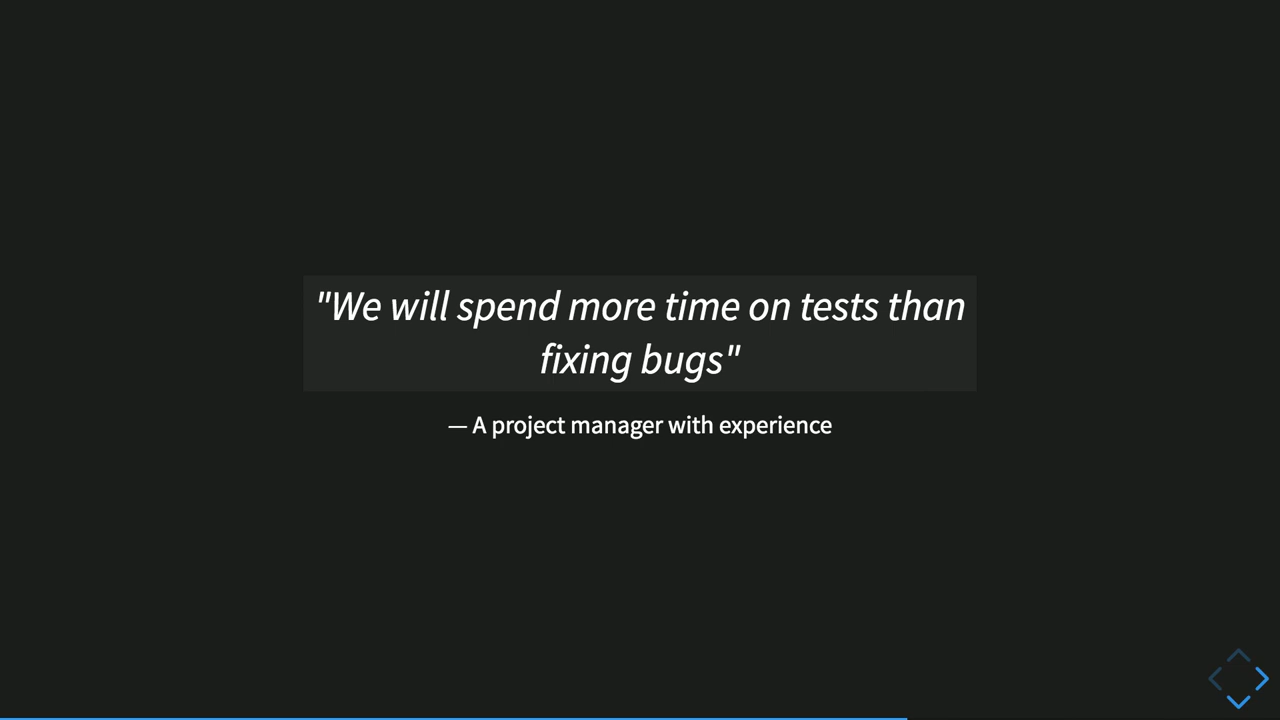 "We will spend more time on tests than
fixing bugs"
— A project manager with experience